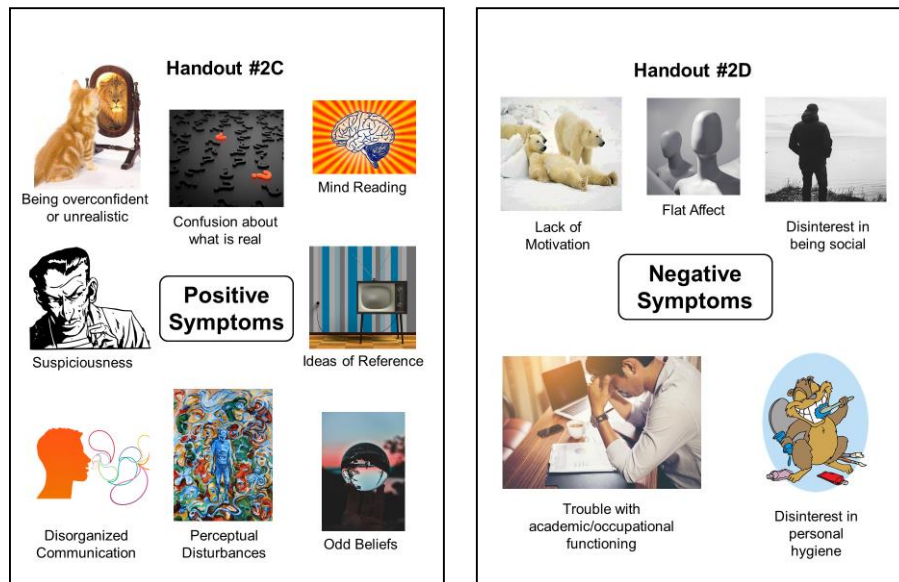 Handout #2C
Being overconfident
or unrealistic
Confusion about
what is real
Mind Reading
Suspiciousness
Positive
Symptoms
Ideas of Reference
Disorganized
Communication
Perceptual
Disturbances
Odd Beliefs
Handout #2D
Lack of
Motivation
Flat Affect
Disinterest in
being social
Negative
Symptoms
Trouble with
academic/occupational
functioning
Disinterest in
personal
hygiene